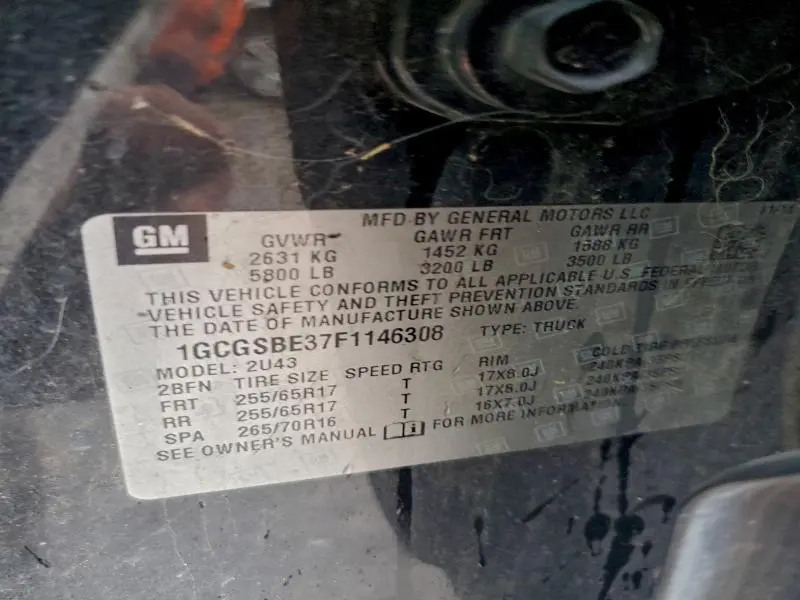 GM
MFD BY GENERAL MOTORS LLC
GVWR GAWR FRT GAWR RR
2631 KG 1452 KG 1588 KG
5800 LB 3200 LB 3500 LB
THIS VEHICLE CONFORMS TO ALL APPLICABLE U.S. FEDERAL
VEHICLE SAFETY AND THEFT PREVENTION STANDARDS IN EFFECT ON
THE DATE OF MANUFACTURE SHOWN ABOVE.
1GCGSBE37F1146308 TYPE: TRUCK
MODEL: 2U43
2BFN TIRE SIZE SPEED RTG RIM COLD TIRE PRESSURE
FRT 255/65R17 T 17X8.0J
RR 255/65R17 T 17X8.0J
SPA 265/70R16 T 16X7.0J
SEE OWNER'S MANUAL FOR MORE INFORMATION